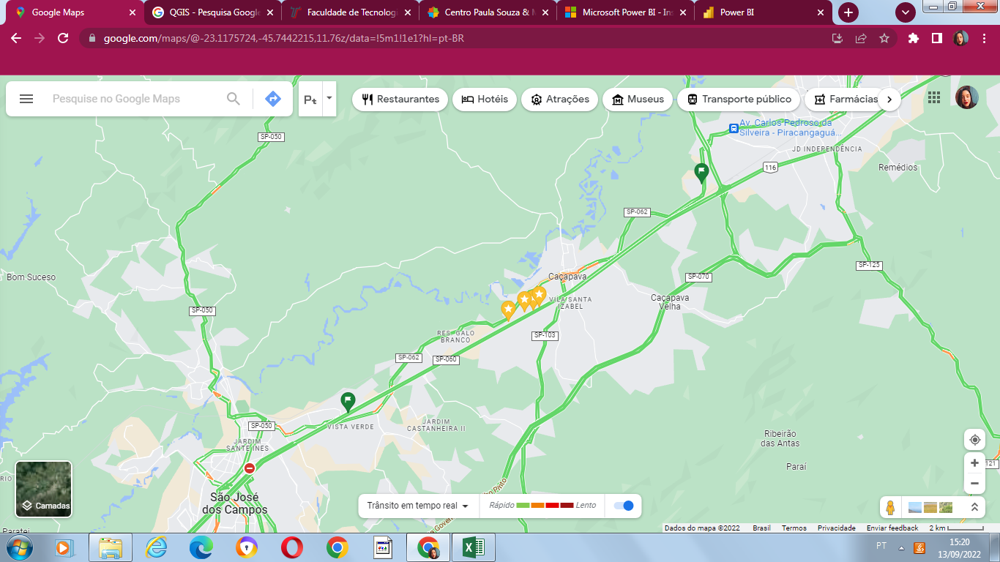 Google Maps
QGIS - Pesquisa Google
Faculdade de Tecnologi
Centro Paula Souza & M
Microsoft Power BI - Ins
Power BI
google.com/maps/@-23.1175724,-45.7442215,11.76z/data=!5m1!1e1?hl=pt-BR
Pesquise no Google Maps
Restaurantes
Hotéis
Atrações
Museus
Transporte público
Farmácias
Av. Carlos Pedroso da
Silveira - Piracangaguá...
SP-050
JD INDEPENDÊNCIA
116
Remédios
SP-062
SP-125
Bom Suceso
Caçapava
SP-070
VILA SANTA
IZABEL
Caçapava
Velha
SP-050
RES. GALO
BRANCO
SP-103
SP-062
SP-060
SP-050
VISTA VERDE
JARDIM
CASTANHEIRA II
JARDIM
SANTE INES
Ribeirão
das Antas
Paraí
121
São José
dos Campos
Camadas
Trânsito em tempo real
Rápido
Lento
Paratei
Dados do mapa ©2022
Brasil
Termos
Privacidade
Enviar feedback
2 km
PT
15:20
13/09/2022